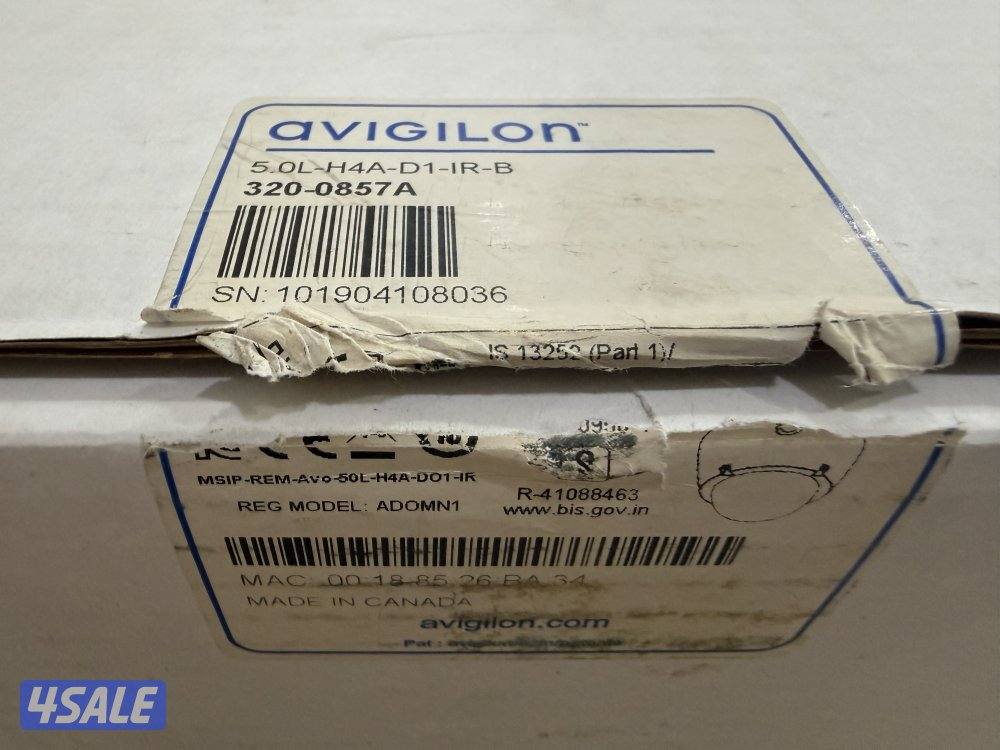 avigilon™
5.0L-H4A-D1-IR-B
320-0857A
SN: 101904108036
IS 13252 (Part 1)/
MSIP-REM-Avo-50L-H4A-DO1-IR
REG MODEL: ADOMN1
R-41088463
www.bis.gov.in
MAC 00:18:85:26:BA:34
MADE IN CANADA
avigilon.com
Pat :
4SALE